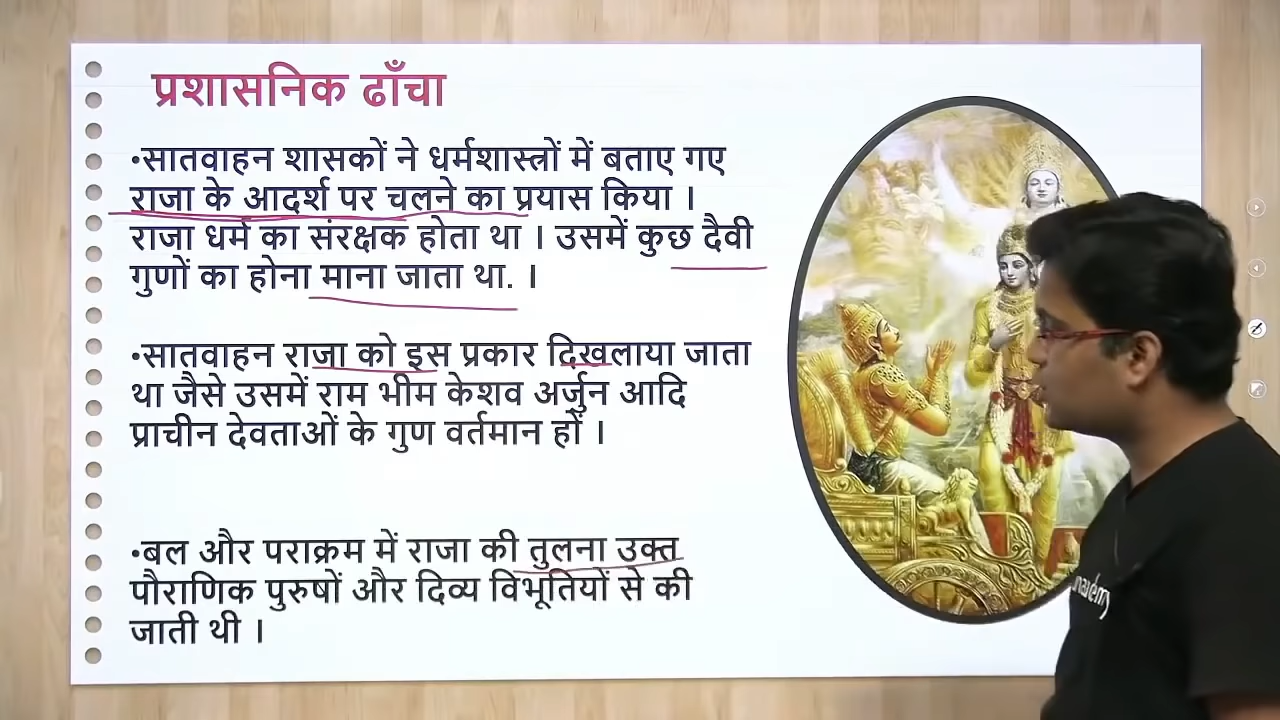 प्रशासनिक ढाँचा
•सातवाहन शासकों ने धर्मशास्त्रों में बताए गए
राजा के आदर्श पर चलने का प्रयास किया ।
राजा धर्म का संरक्षक होता था । उसमें कुछ दैवी
गुणों का होना माना जाता था. ।
•सातवाहन राजा को इस प्रकार दिखलाया जाता
था जैसे उसमें राम भीम केशव अर्जुन आदि
प्राचीन देवताओं के गुण वर्तमान हों ।
•बल और पराक्रम में राजा की तुलना उक्त
पौराणिक पुरुषों और दिव्य विभूतियों से की
जाती थी ।